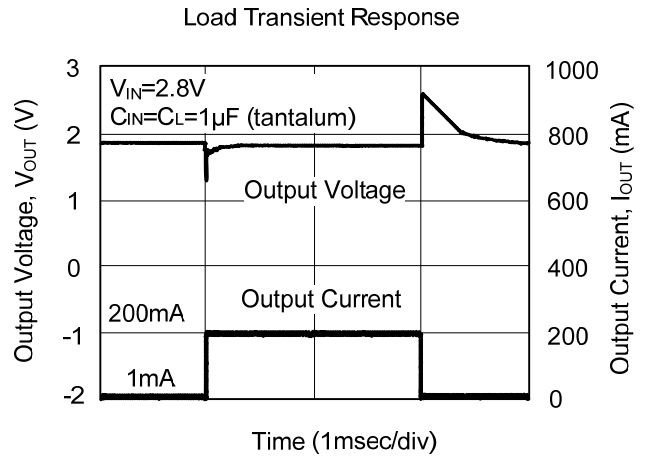 Load Transient Response
Output Voltage, VOUT (V)
3
2
1
0
-1
-2
VIN=2.8V
CIN=CL=1µF (tantalum)
Output Voltage
Output Current
200mA
1mA
1000
800
600
400
200
0
Output Current, IOUT (mA)
Time (1msec/div)